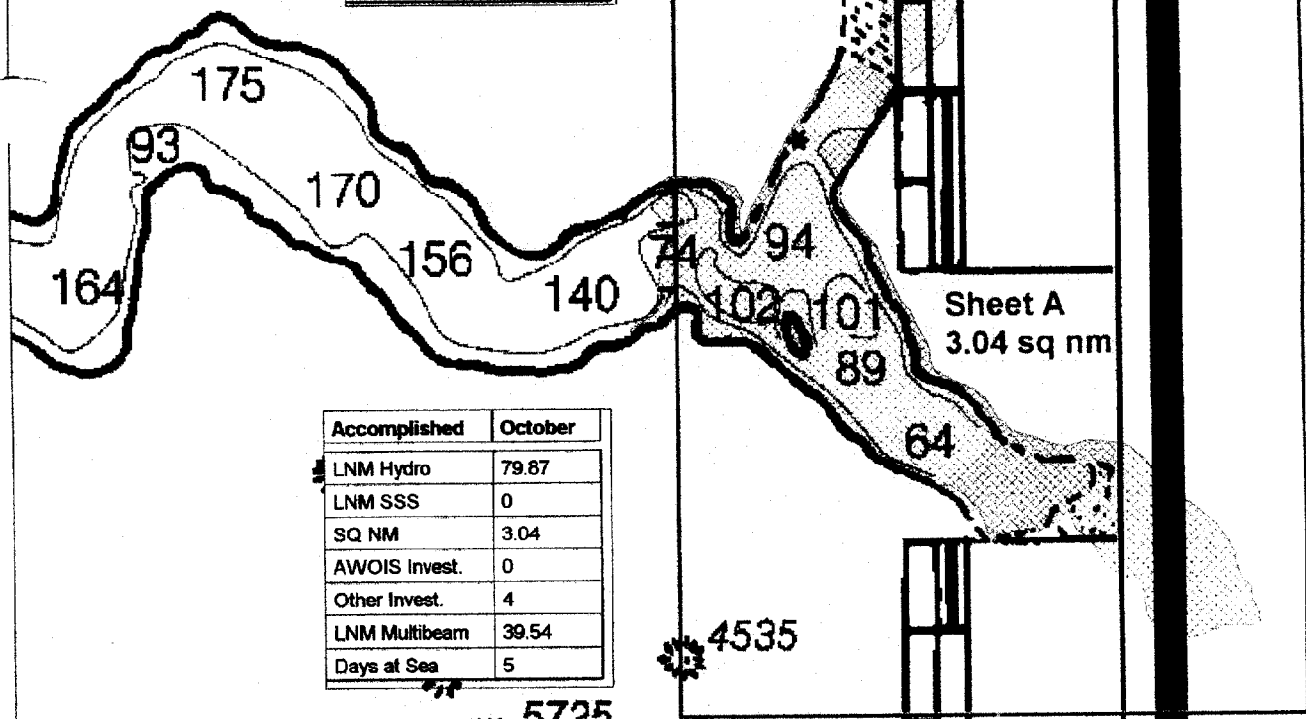 175
93
170
156
164
140
74
94
102
101
89
64
Sheet A
3.04 sq nm
Accomplished October
LNM Hydro 79.87
LNM SSS 0
SQ NM 3.04
AWOIS Invest. 0
Other Invest. 4
LNM Multibeam 39.54
Days at Sea 5
4535
5725